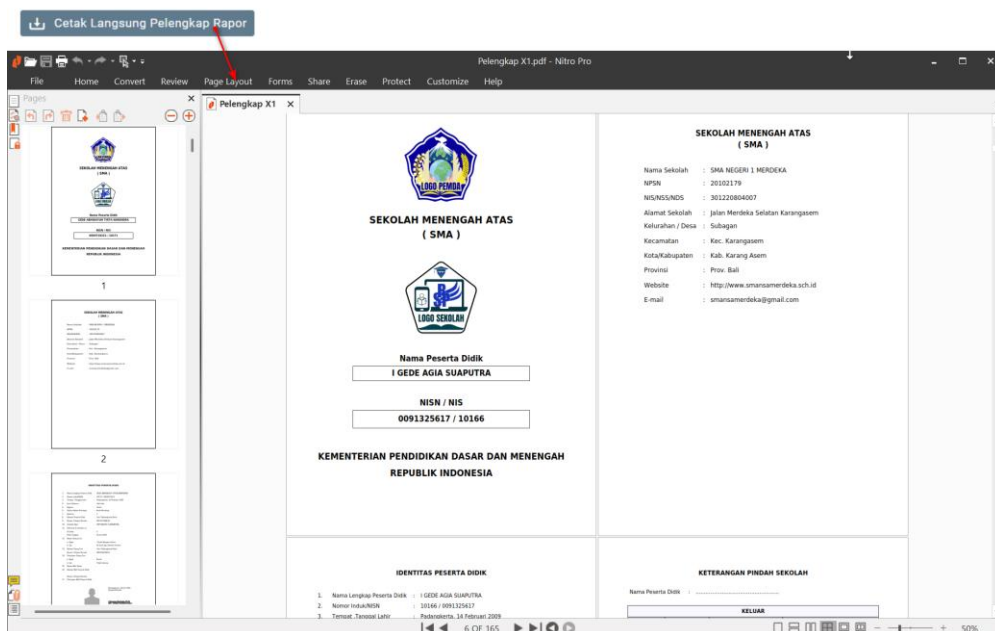 Cetak Langsung Pelengkap Rapor
Pelengkap X1.pdf - Nitro Pro
File Home Convert Review Page Layout Forms Share Erase Protect Customize Help
Pages
Pelengkap X1
1
2
LOGO PEMDA
SEKOLAH MENENGAH ATAS
( SMA )
LOGO SEKOLAH
Nama Peserta Didik
I GEDE AGIA SUAPUTRA
NISN / NIS
0091325617 / 10166
KEMENTERIAN PENDIDIKAN DASAR DAN MENENGAH
REPUBLIK INDONESIA
SEKOLAH MENENGAH ATAS
( SMA )
Nama Sekolah : SMA NEGERI 1 MERDEKA
NPSN : 20102179
NIS/NSS/NDS : 301220804007
Alamat Sekolah : Jalan Merdeka Selatan Karangasem
Kelurahan / Desa : Subagan
Kecamatan : Kec. Karangasem
Kota/Kabupaten : Kab. Karang Asem
Provinsi : Prov. Bali
Website : http://www.smansamerdeka.sch.id
E-mail : smansamerdeka@gmail.com
IDENTITAS PESERTA DIDIK
1. Nama Lengkap Peserta Didik : I GEDE AGIA SUAPUTRA
2. Nomor Induk/NISN : 10166 / 0091325617
3. Tempat ,Tanggal Lahir : Padangkerta, 14 Februari 2009
KETERANGAN PINDAH SEKOLAH
Nama Peserta Didik : ........................................
KELUAR
6 OF 165
50%